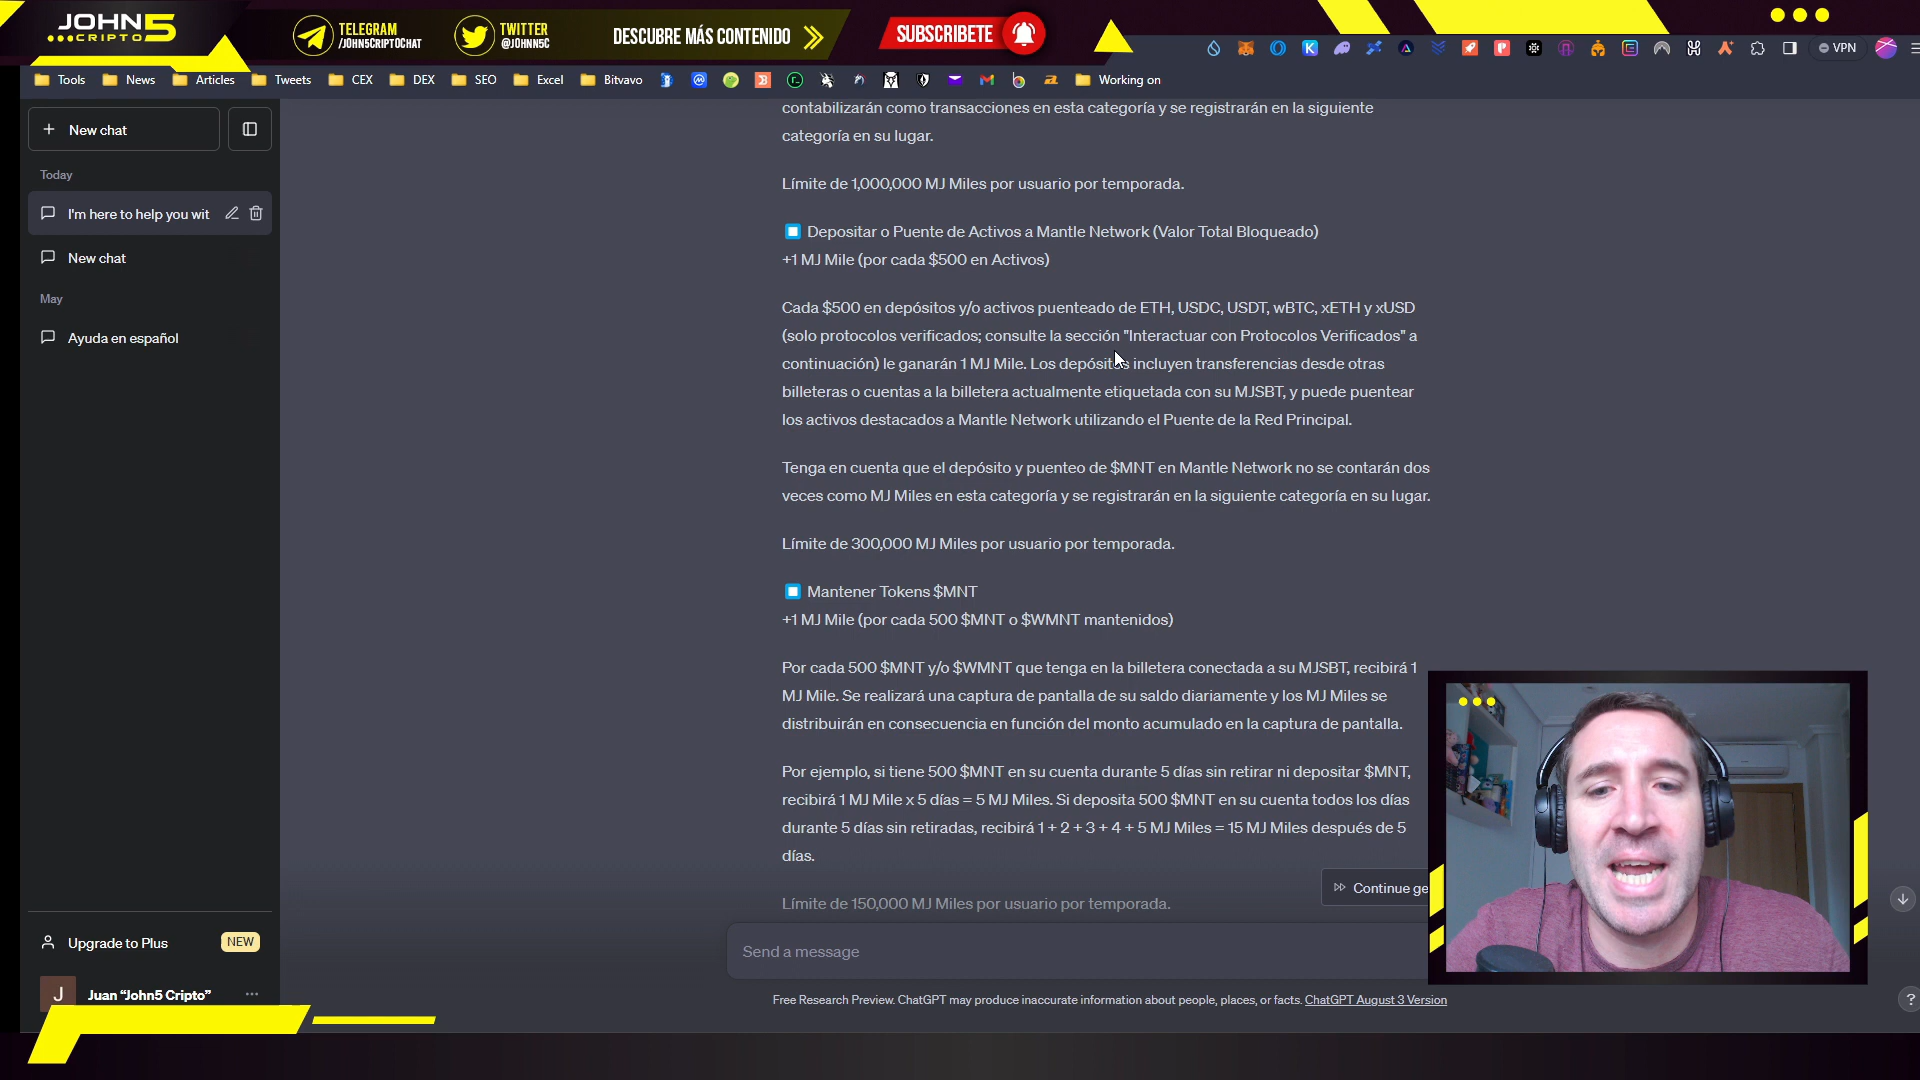 JOHN5
CRIPTO
TELEGRAM
/JOHN5CRIPTOCHAT
TWITTER
@J0HNN5C
DESCUBRE MÁS CONTENIDO
SUBSCRIBETE
VPN
Tools
News
Articles
Tweets
CEX
DEX
SEO
Excel
Bitvavo
Working on
New chat
Today
I'm here to help you wit
New chat
May
Ayuda en español
Upgrade to Plus
NEW
J
Juan “John5 Cripto”
contabilizarán como transacciones en esta categoría y se registrarán en la siguiente
categoría en su lugar.
Límite de 1,000,000 MJ Miles por usuario por temporada.
Depositar o Puente de Activos a Mantle Network (Valor Total Bloqueado)
+1 MJ Mile (por cada $500 en Activos)
Cada $500 en depósitos y/o activos puenteado de ETH, USDC, USDT, wBTC, xETH y xUSD
(solo protocolos verificados; consulte la sección "Interactuar con Protocolos Verificados" a
continuación) le ganarán 1 MJ Mile. Los depósitos incluyen transferencias desde otras
billeteras o cuentas a la billetera actualmente etiquetada con su MJSBT, y puede puentear
los activos destacados a Mantle Network utilizando el Puente de la Red Principal.
Tenga en cuenta que el depósito y puenteo de $MNT en Mantle Network no se contarán dos
veces como MJ Miles en esta categoría y se registrarán en la siguiente categoría en su lugar.
Límite de 300,000 MJ Miles por usuario por temporada.
Mantener Tokens $MNT
+1 MJ Mile (por cada 500 $MNT o $WMNT mantenidos)
Por cada 500 $MNT y/o $WMNT que tenga en la billetera conectada a su MJSBT, recibirá 1
MJ Mile. Se realizará una captura de pantalla de su saldo diariamente y los MJ Miles se
distribuirán en consecuencia en función del monto acumulado en la captura de pantalla.
Por ejemplo, si tiene 500 $MNT en su cuenta durante 5 días sin retirar ni depositar $MNT,
recibirá 1 MJ Mile x 5 días = 5 MJ Miles. Si deposita 500 $MNT en su cuenta todos los días
durante 5 días sin retiradas, recibirá 1 + 2 + 3 + 4 + 5 MJ Miles = 15 MJ Miles después de 5
días.
Continue ge
Límite de 150,000 MJ Miles por usuario por temporada.
Send a message
Free Research Preview. ChatGPT may produce inaccurate information about people, places, or facts. ChatGPT August 3 Version
?